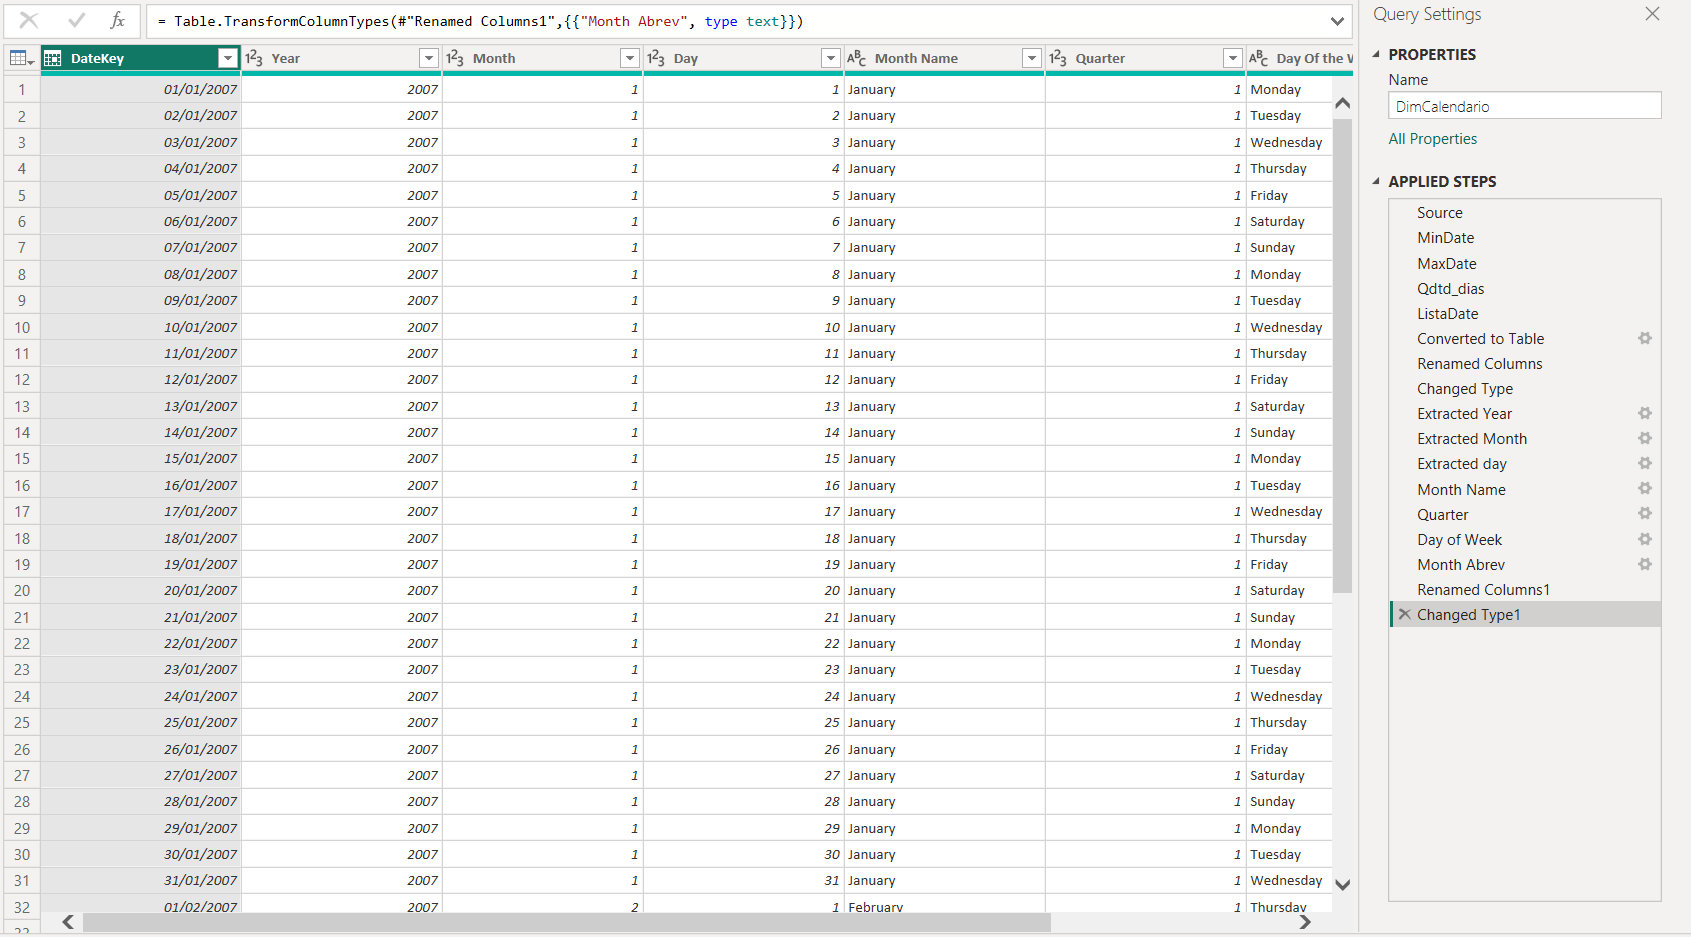 = Table.TransformColumnTypes(#"Renamed Columns1",{{"Month Abrev", type text}})
DateKey Year Month Day Month Name Quarter Day Of the W
1 01/01/2007 2007 1 1 January 1 Monday
2 02/01/2007 2007 1 2 January 1 Tuesday
3 03/01/2007 2007 1 3 January 1 Wednesday
4 04/01/2007 2007 1 4 January 1 Thursday
5 05/01/2007 2007 1 5 January 1 Friday
6 06/01/2007 2007 1 6 January 1 Saturday
7 07/01/2007 2007 1 7 January 1 Sunday
8 08/01/2007 2007 1 8 January 1 Monday
9 09/01/2007 2007 1 9 January 1 Tuesday
10 10/01/2007 2007 1 10 January 1 Wednesday
11 11/01/2007 2007 1 11 January 1 Thursday
12 12/01/2007 2007 1 12 January 1 Friday
13 13/01/2007 2007 1 13 January 1 Saturday
14 14/01/2007 2007 1 14 January 1 Sunday
15 15/01/2007 2007 1 15 January 1 Monday
16 16/01/2007 2007 1 16 January 1 Tuesday
17 17/01/2007 2007 1 17 January 1 Wednesday
18 18/01/2007 2007 1 18 January 1 Thursday
19 19/01/2007 2007 1 19 January 1 Friday
20 20/01/2007 2007 1 20 January 1 Saturday
21 21/01/2007 2007 1 21 January 1 Sunday
22 22/01/2007 2007 1 22 January 1 Monday
23 23/01/2007 2007 1 23 January 1 Tuesday
24 24/01/2007 2007 1 24 January 1 Wednesday
25 25/01/2007 2007 1 25 January 1 Thursday
26 26/01/2007 2007 1 26 January 1 Friday
27 27/01/2007 2007 1 27 January 1 Saturday
28 28/01/2007 2007 1 28 January 1 Sunday
29 29/01/2007 2007 1 29 January 1 Monday
30 30/01/2007 2007 1 30 January 1 Tuesday
31 31/01/2007 2007 1 31 January 1 Wednesday
32 01/02/2007 2007 2 1 February 1 Thursday
Query Settings
PROPERTIES
Name
DimCalendario
All Properties
APPLIED STEPS
Source
MinDate
MaxDate
Qdtd_dias
ListaDate
Converted to Table
Renamed Columns
Changed Type
Extracted Year
Extracted Month
Extracted day
Month Name
Quarter
Day of Week
Month Abrev
Renamed Columns1
Changed Type1